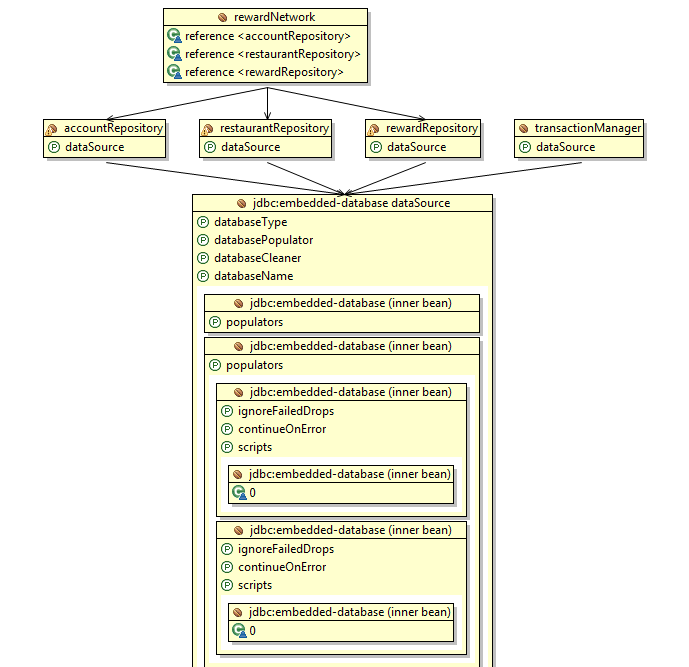 rewardNetwork
reference <accountRepository>
reference <restaurantRepository>
reference <rewardRepository>
accountRepository
dataSource
restaurantRepository
dataSource
rewardRepository
dataSource
transactionManager
dataSource
jdbc:embedded-database dataSource
databaseType
databasePopulator
databaseCleaner
databaseName
jdbc:embedded-database (inner bean)
populators
jdbc:embedded-database (inner bean)
populators
jdbc:embedded-database (inner bean)
ignoreFailedDrops
continueOnError
scripts
jdbc:embedded-database (inner bean)
0
jdbc:embedded-database (inner bean)
ignoreFailedDrops
continueOnError
scripts
jdbc:embedded-database (inner bean)
0